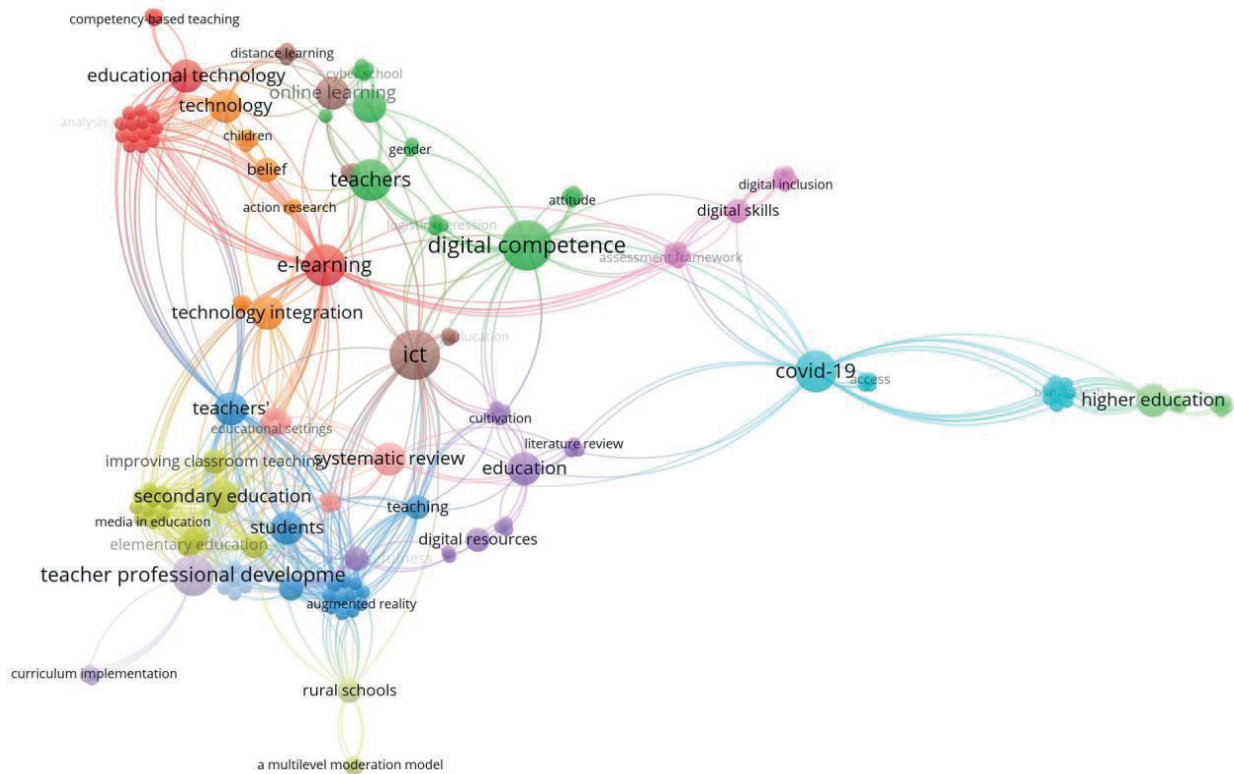 competency-based teaching
distance learning
educational technology
cyber school
online learning
technology
children
gender
belief
teachers
digital inclusion
attitude
action research
digital skills
digital competence
assessment framework
e-learning
technology integration
ict
covid-19
access
higher education
teachers'
cultivation
educational settings
literature review
improving classroom teaching
systematic review
education
secondary education
teaching
media in education
students
digital resources
elementary education
teacher professional developme
augmented reality
curriculum implementation
rural schools
a multilevel moderation model